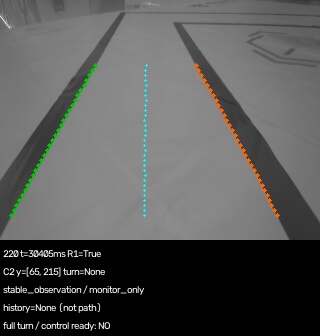 220 t=30405ms R1=True
C2 y=[65, 215] turn=None
stable_observation / monitor_only
history=None (not path)
full turn / control ready: NO